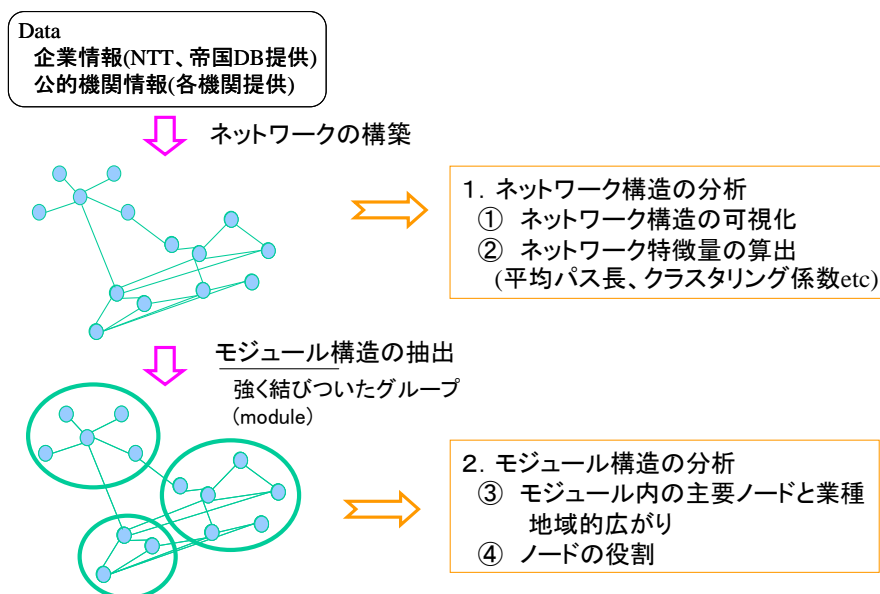 Data
企業情報(NTT、帝国DB提供)
公的機関情報(各機関提供)
ネットワークの構築
1．ネットワーク構造の分析
① ネットワーク構造の可視化
② ネットワーク特徴量の算出
(平均パス長、クラスタリング係数etc)
モジュール構造の抽出
強く結びついたグループ
(module)
2．モジュール構造の分析
③ モジュール内の主要ノードと業種
地域的広がり
④ ノードの役割